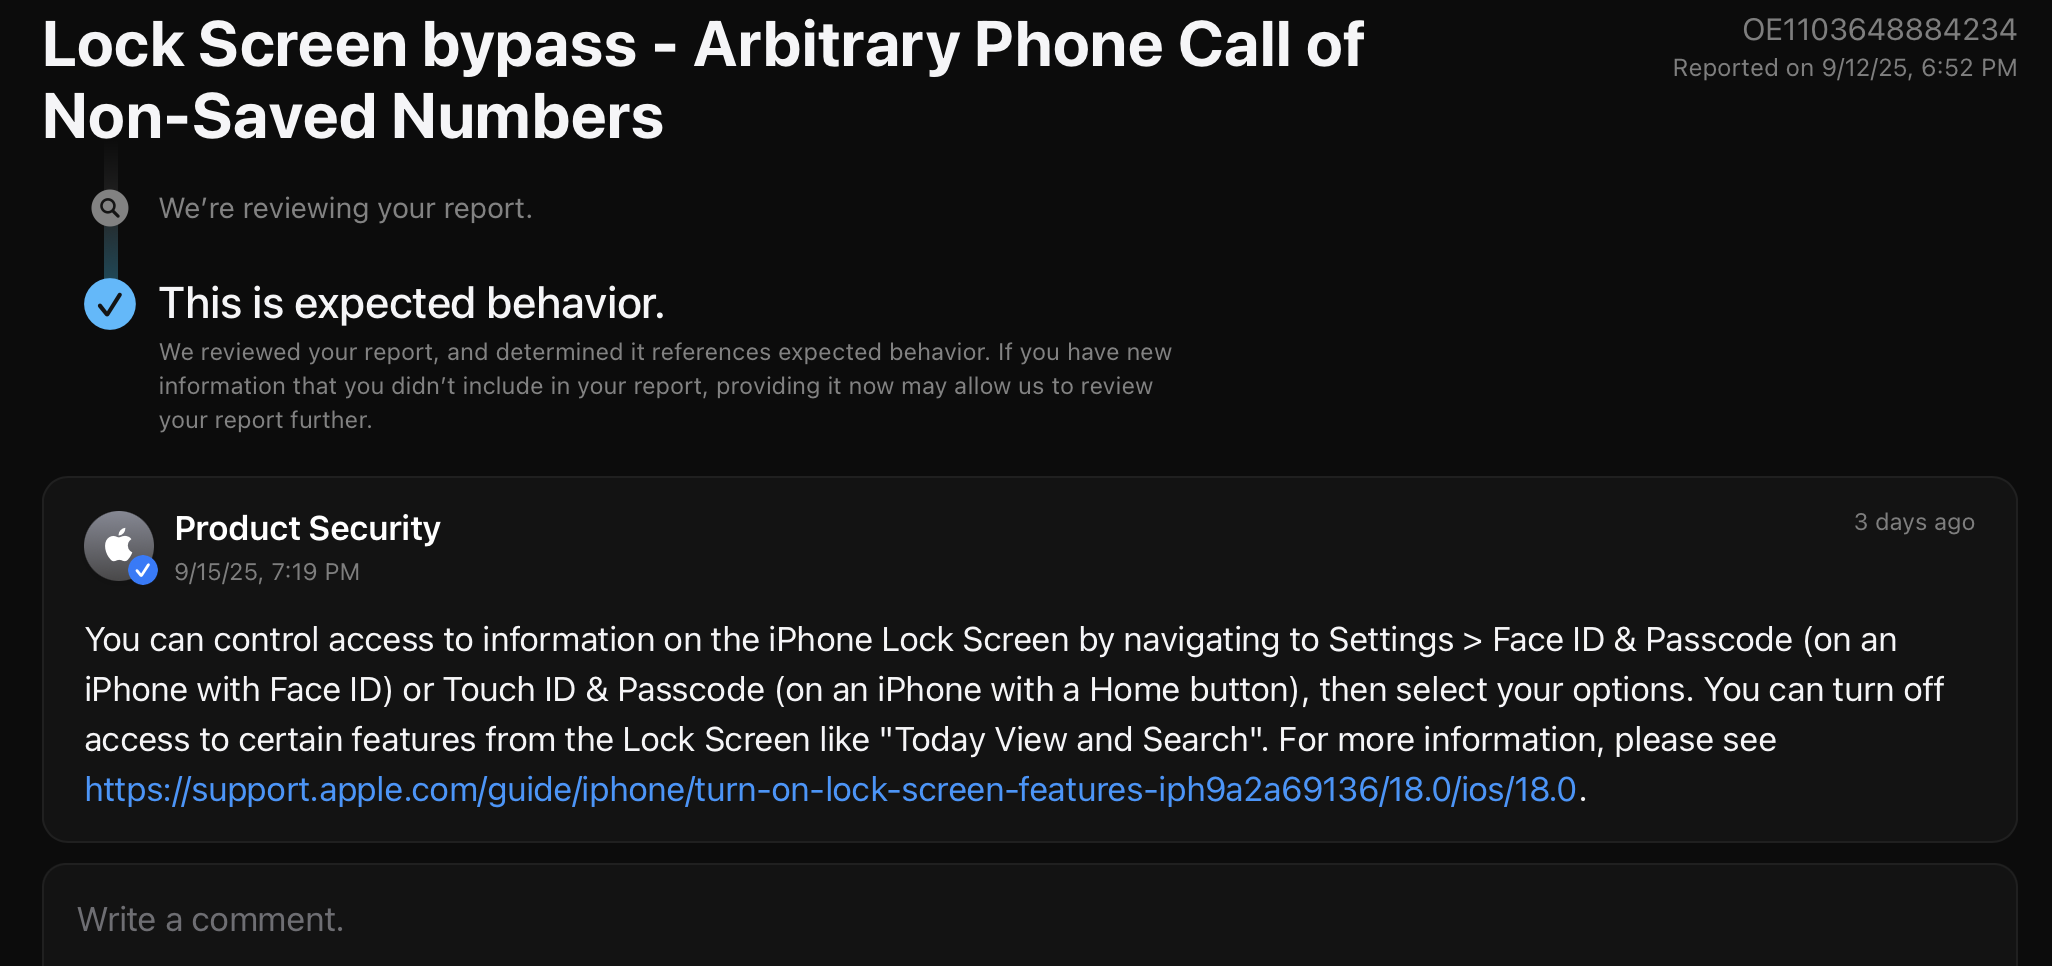 Lock Screen bypass - Arbitrary Phone Call of
Non-Saved Numbers
OE1103648884234
Reported on 9/12/25, 6:52 PM
We’re reviewing your report.
This is expected behavior.
We reviewed your report, and determined it references expected behavior. If you have new
information that you didn’t include in your report, providing it now may allow us to review
your report further.
Product Security
9/15/25, 7:19 PM
3 days ago
You can control access to information on the iPhone Lock Screen by navigating to Settings > Face ID & Passcode (on an
iPhone with Face ID) or Touch ID & Passcode (on an iPhone with a Home button), then select your options. You can turn off
access to certain features from the Lock Screen like "Today View and Search". For more information, please see
https://support.apple.com/guide/iphone/turn-on-lock-screen-features-iph9a2a69136/18.0/ios/18.0.
Write a comment.